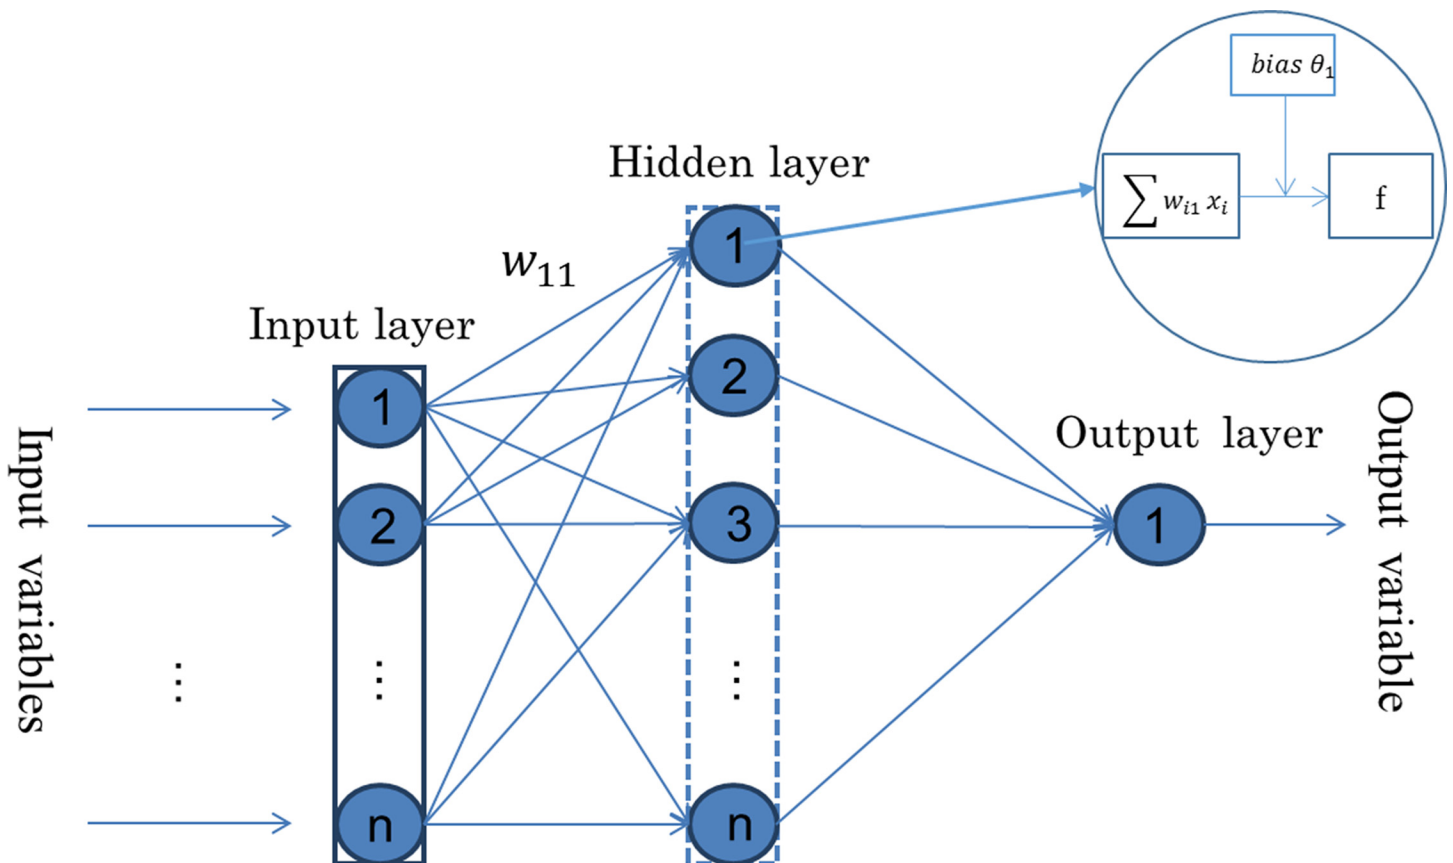 bias θ₁
Hidden layer
∑ wᵢ₁ xᵢ
f
1
w₁₁
Input layer
2
1
Output layer
Output variable
Input variables
2
3
1
⋮
⋮
⋮
n
n